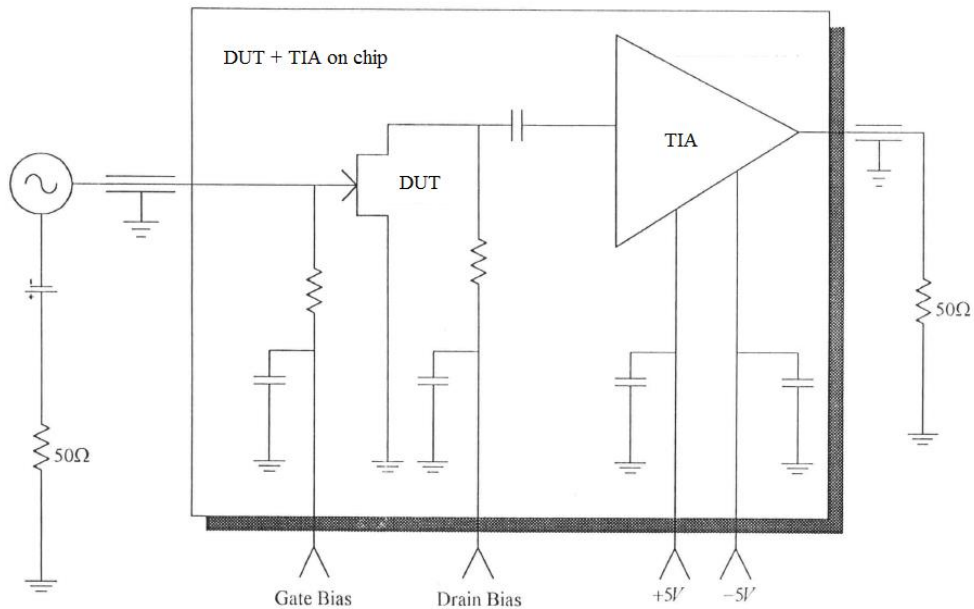 DUT + TIA on chip
TIA
DUT
50Ω
50Ω
Gate Bias
Drain Bias
+5V
−5V